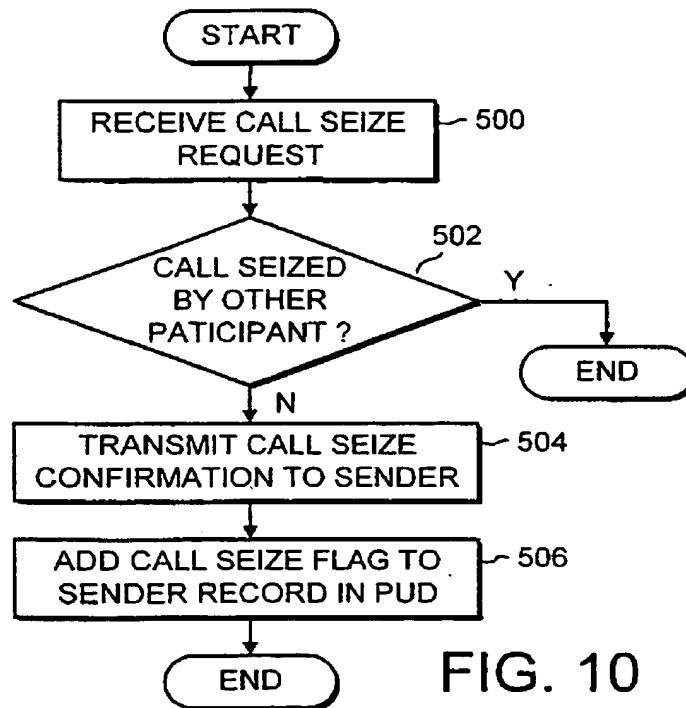 START
RECEIVE CALL SEIZE
REQUEST
500
502
CALL SEIZED
BY OTHER
PATICIPANT ?
Y
END
N
TRANSMIT CALL SEIZE
CONFIRMATION TO SENDER
504
ADD CALL SEIZE FLAG TO
SENDER RECORD IN PUD
506
END
FIG. 10